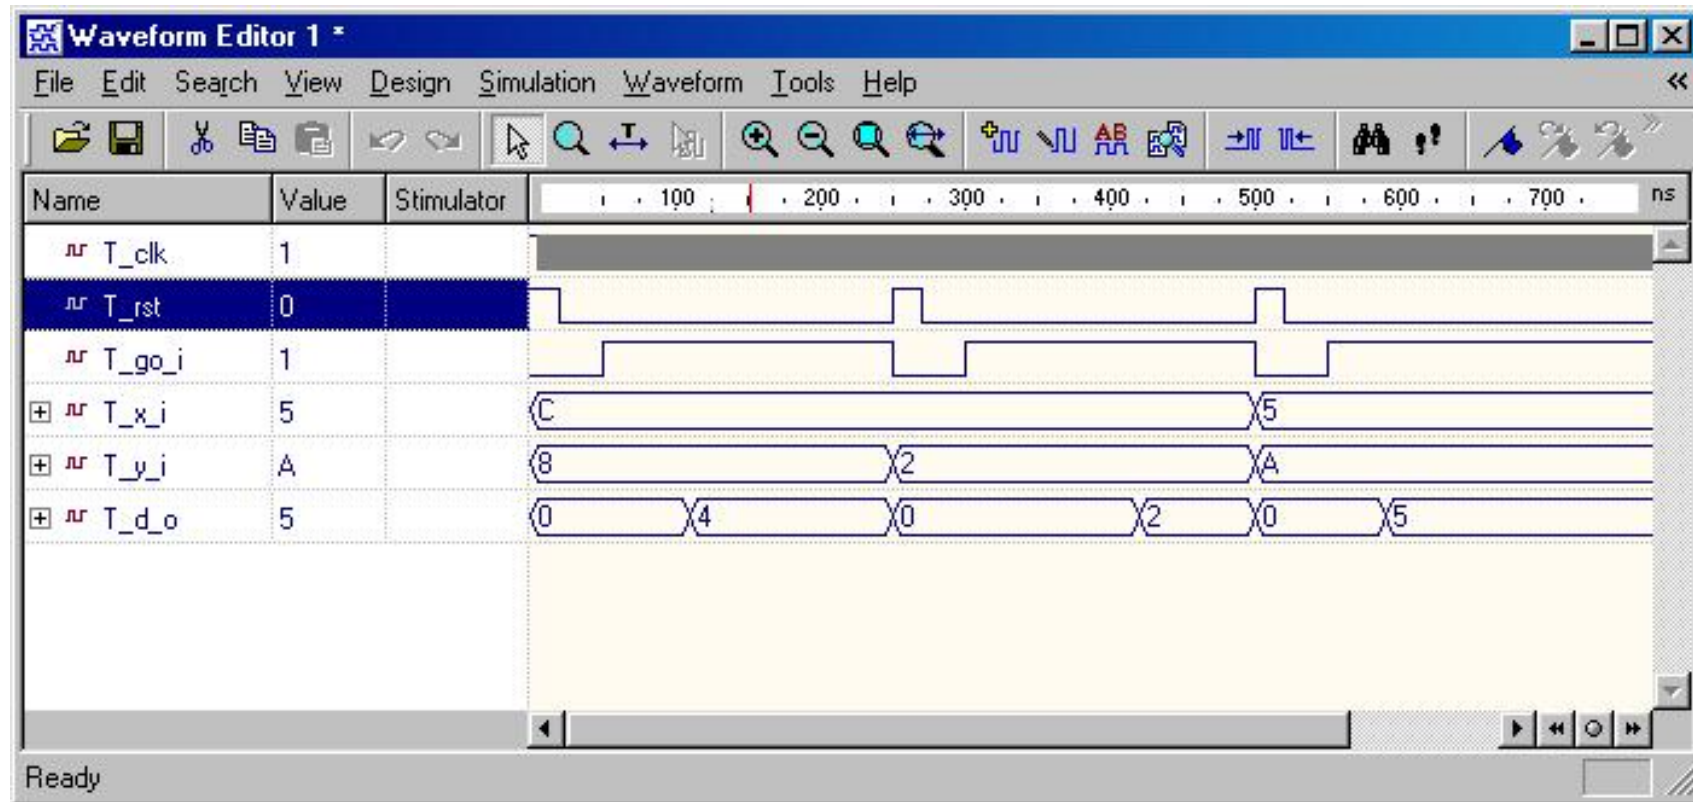 Waveform Editor 1 *
File Edit Search View Design Simulation Waveform Tools Help
Name Value Stimulator 100 200 300 400 500 600 700 ns
T_clk 1
T_rst 0
T_go_i 1
T_x_i 5 C 5
T_y_i A 8 2 A
T_d_o 5 0 4 0 2 0 5
Ready